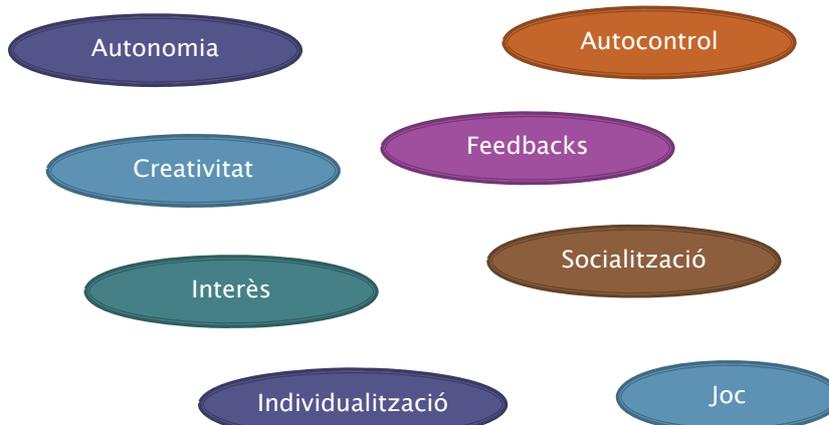 Autonomia
Autocontrol
Creativitat
Feedbacks
Interès
Socialització
Individualització
Joc